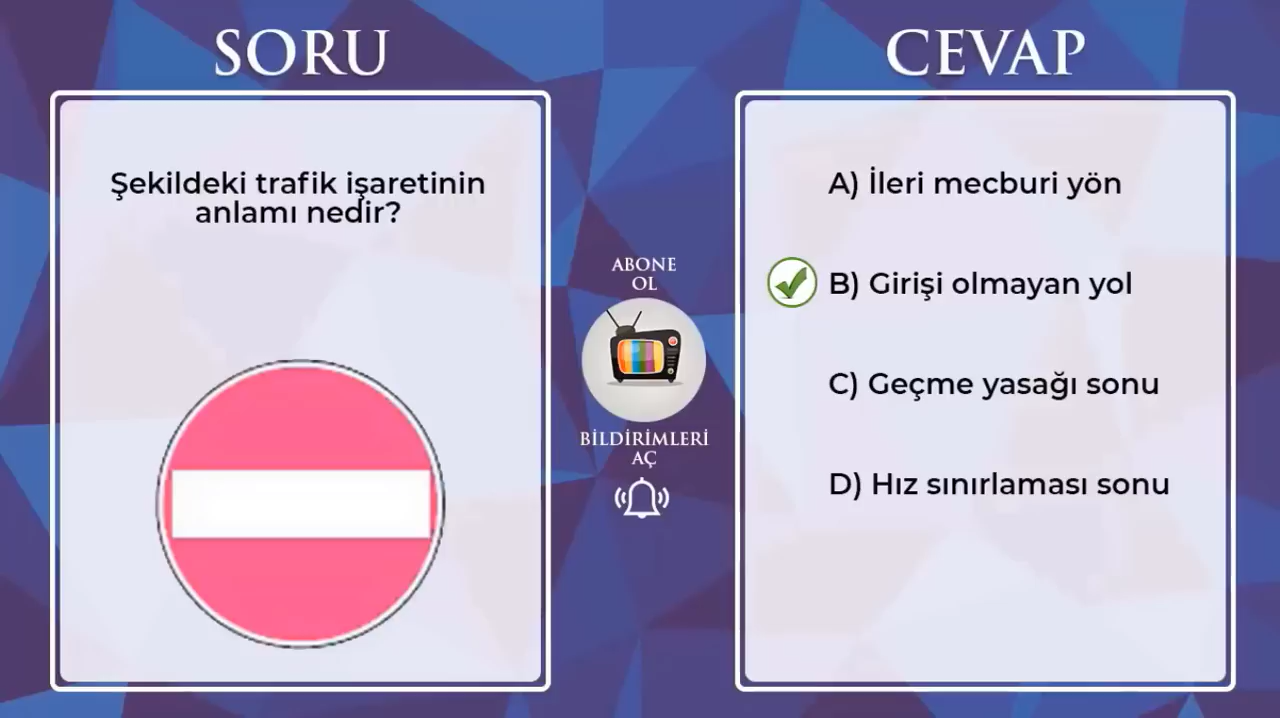 SORU
Şekildeki trafik işaretinin
anlamı nedir?
ABONE
OL
BİLDİRİMLERİ
AÇ
CEVAP
A) İleri mecburi yön
B) Girişi olmayan yol
C) Geçme yasağı sonu
D) Hız sınırlaması sonu